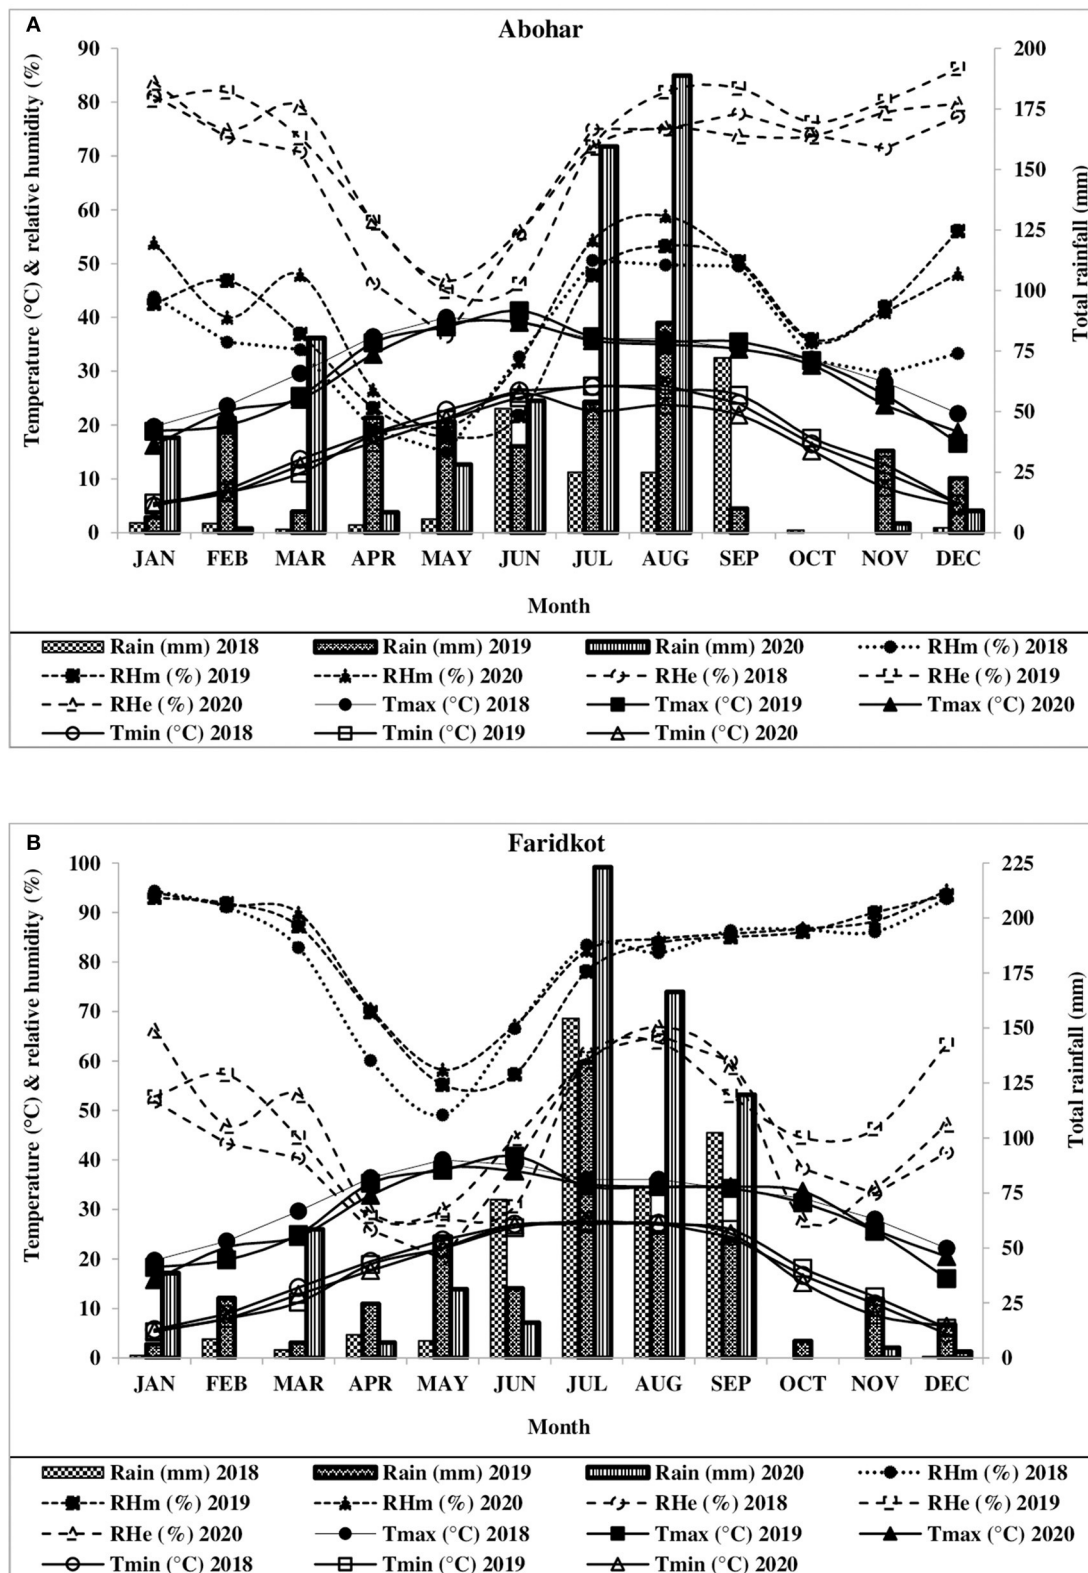 A
Abohar
Temperature (°C) & relative humidity (%)
90
80
70
60
50
40
30
20
10
0
200
175
150
125
100
75
50
25
0
Total rainfall (mm)
JAN FEB MAR APR MAY JUN JUL AUG SEP OCT NOV DEC
Month
Rain (mm) 2018 Rain (mm) 2019 Rain (mm) 2020 RHm (%) 2018
RHm (%) 2019 RHm (%) 2020 RHe (%) 2018 RHe (%) 2019
RHe (%) 2020 Tmax (°C) 2018 Tmax (°C) 2019 Tmax (°C) 2020
Tmin (°C) 2018 Tmin (°C) 2019 Tmin (°C) 2020
B
Faridkot
Temperature (°C) & relative humidity (%)
100
90
80
70
60
50
40
30
20
10
0
225
200
175
150
125
100
75
50
25
0
Total rainfall (mm)
JAN FEB MAR APR MAY JUN JUL AUG SEP OCT NOV DEC
Month
Rain (mm) 2018 Rain (mm) 2019 Rain (mm) 2020 RHm (%) 2018
RHm (%) 2019 RHm (%) 2020 RHe (%) 2018 RHe (%) 2019
RHe (%) 2020 Tmax (°C) 2018 Tmax (°C) 2019 Tmax (°C) 2020
Tmin (°C) 2018 Tmin (°C) 2019 Tmin (°C) 2020